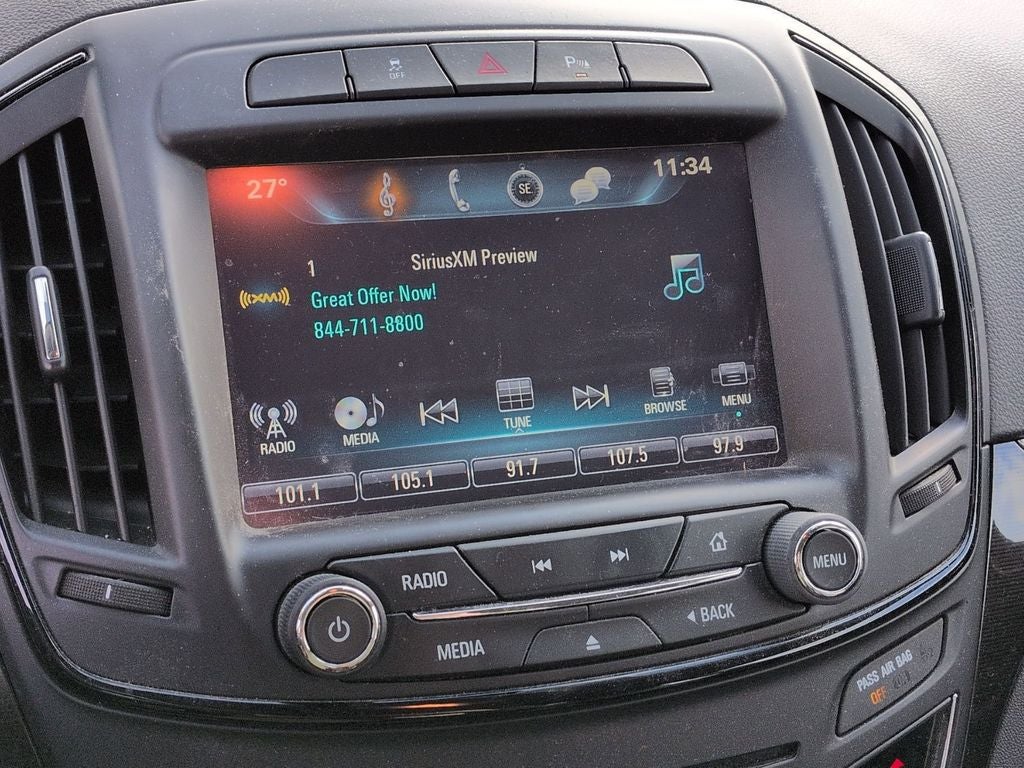 OFF
P
27°
SE
11:34
1
SiriusXM Preview
((XM))
Great Offer Now!
844-711-8800
RADIO
MEDIA
TUNE
BROWSE
MENU
101.1
105.1
91.7
107.5
97.9
RADIO
MENU
MEDIA
BACK
PASS AIR BAG
OFF